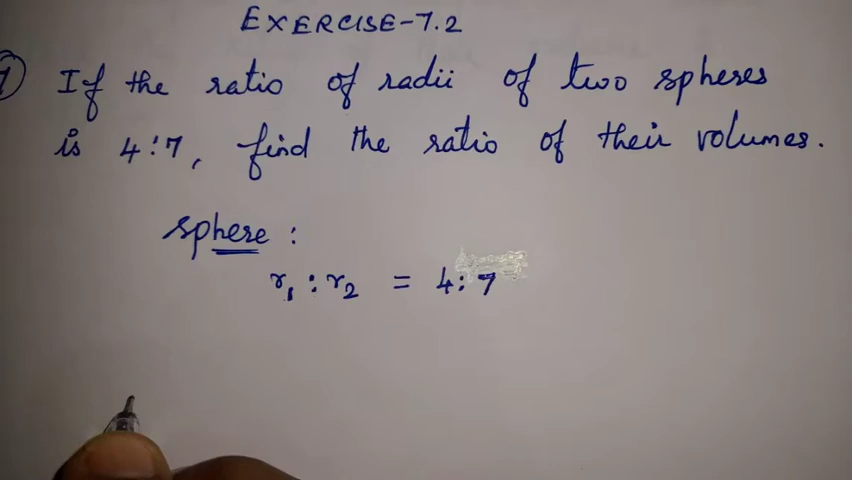 EXERCISE-7.2
If the ratio of radii of two spheres
is 4:7, find the ratio of their volumes.
sphere :
r₁ : r₂ = 4:7